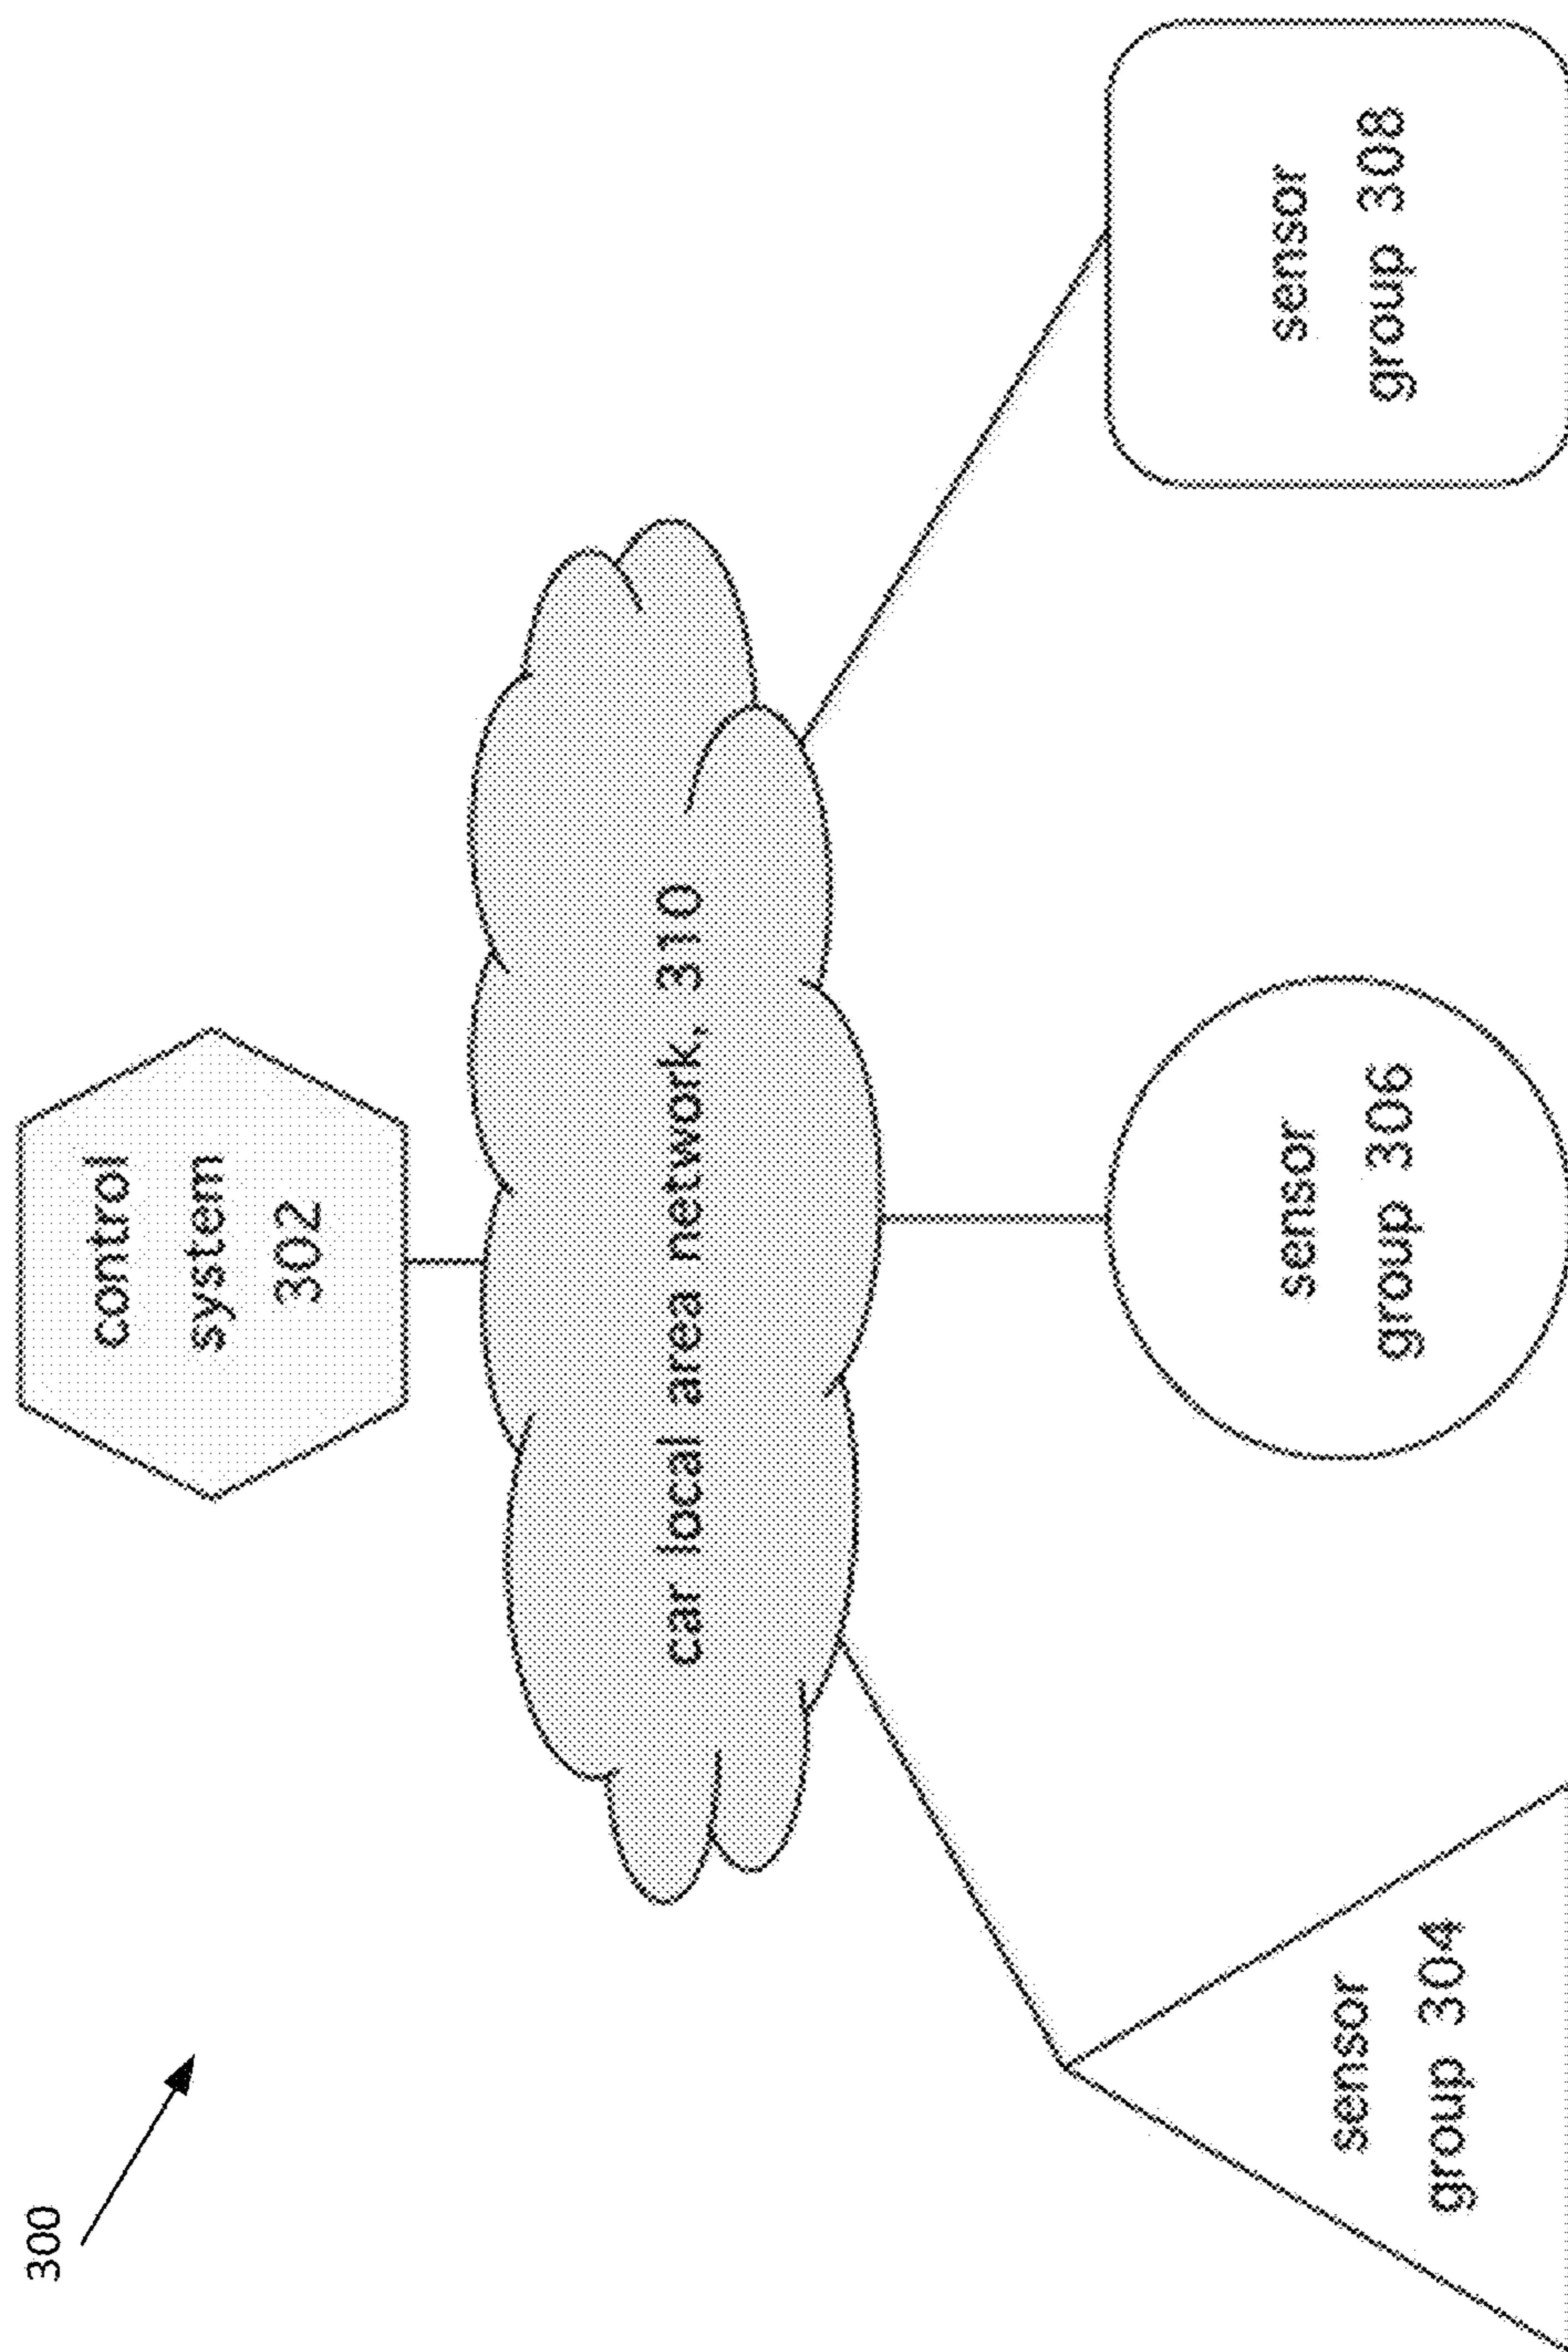 300
control
system
302
car local area network, 310
sensor
group 304
sensor
group 306
sensor
group 308